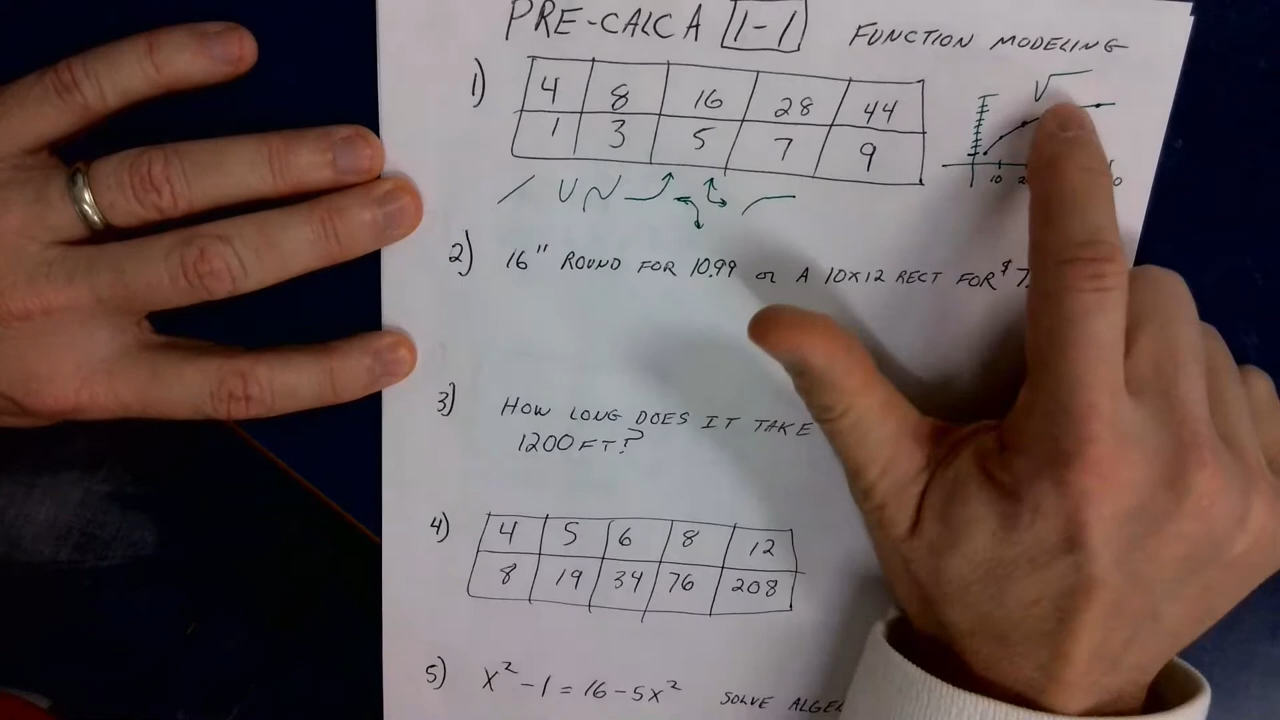 PRE-CALC A 1-1 FUNCTION MODELING
1) 4 8 16 28 44
1 3 5 7 9
√
10
2) 16" ROUND FOR 10.99 or A 10X12 RECT FOR $7.
3) HOW LONG DOES IT TAKE
1200 FT?
4) 4 5 6 8 12
8 19 34 76 208
5) X² - 1 = 16 - 5X² SOLVE